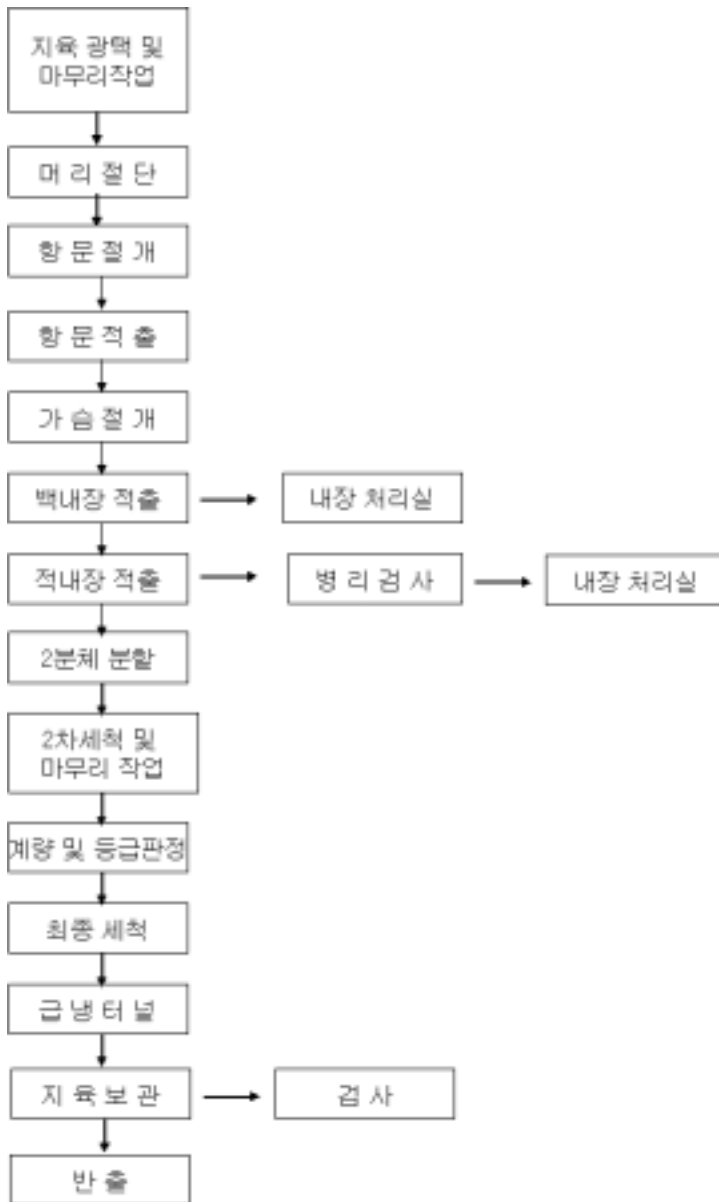 지육 광택 및
마무리작업
머 리 절 단
항 문 절 개
항 문 적 출
가 슴 절 개
백내장 적출
내장 처리실
적내장 적출
병 리 검 사
내장 처리실
2분체 분할
2차세척 및
마무리 작업
계량 및 등급판정
최종 세척
급 냉 터 널
지 육 보 관
검 사
반 출